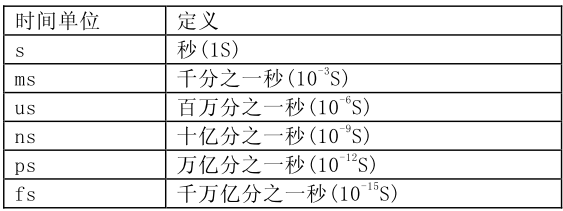 时间单位 定义
s 秒(1S)
ms 千分之一秒(10⁻³S)
us 百万分之一秒(10⁻⁶S)
ns 十亿分之一秒(10⁻⁹S)
ps 万亿分之一秒(10⁻¹²S)
fs 千万亿分之一秒(10⁻¹⁵S)